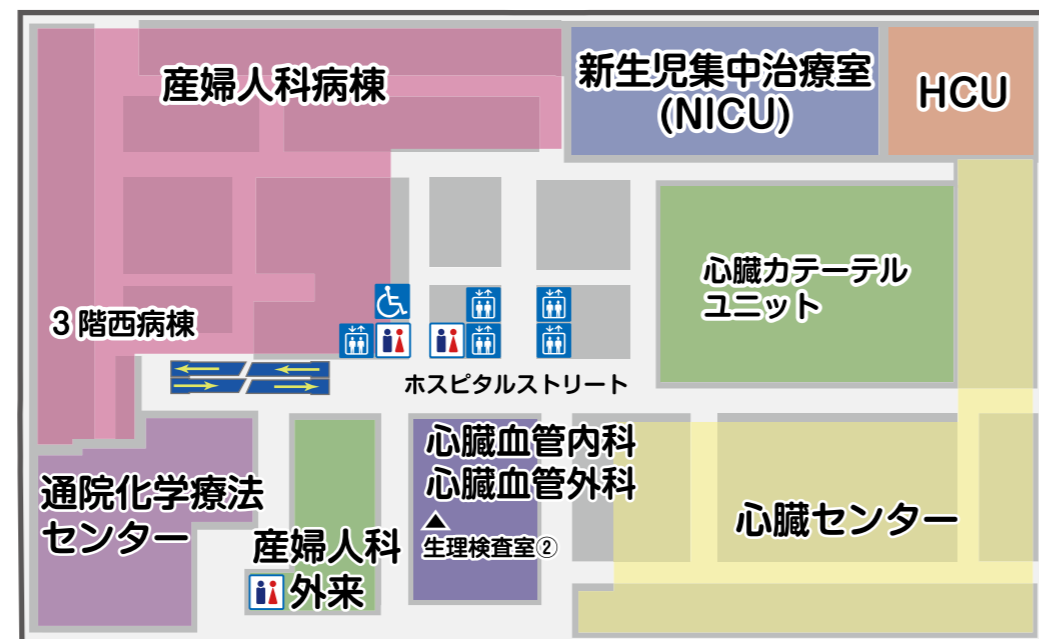 産婦人科病棟
新生児集中治療室
(NICU)
HCU
心臓カテーテル
ユニット
3階西病棟
ホスピタルストリート
通院化学療法
センター
産婦人科
外来
心臓血管内科
心臓血管外科
▲
生理検査室②
心臓センター